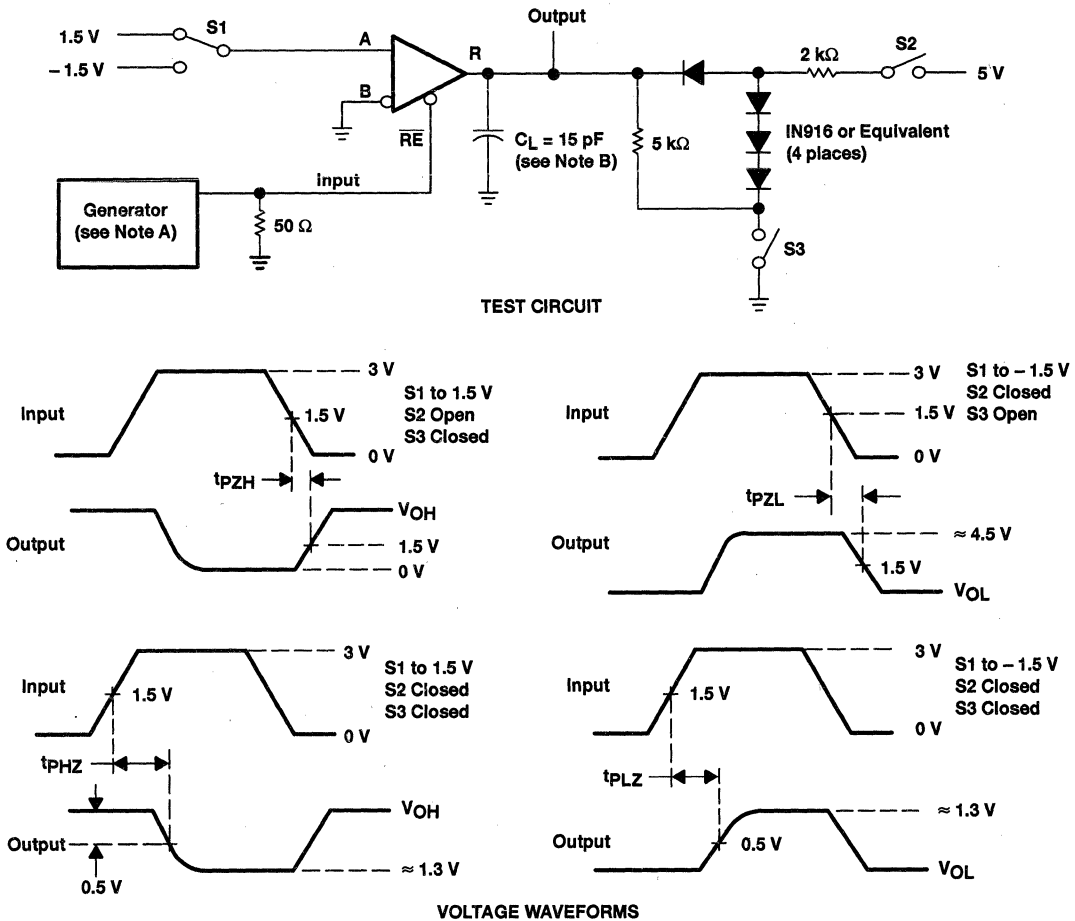 Output
1.5 V
S1
A
R
2 kΩ
S2
5 V
– 1.5 V
B
RE
CL = 15 pF
(see Note B)
5 kΩ
IN916 or Equivalent
(4 places)
input
Generator
(see Note A)
50 Ω
S3
TEST CIRCUIT
3 V
S1 to 1.5 V
S2 Open
S3 Closed
Input
1.5 V
0 V
tPZH
VOH
Output
1.5 V
0 V
3 V
S1 to – 1.5 V
S2 Closed
S3 Open
Input
1.5 V
0 V
tPZL
≈ 4.5 V
Output
1.5 V
VOL
3 V
S1 to 1.5 V
S2 Closed
S3 Closed
Input
1.5 V
0 V
tPHZ
VOH
Output
0.5 V
≈ 1.3 V
3 V
S1 to – 1.5 V
S2 Closed
S3 Closed
Input
1.5 V
0 V
tPLZ
≈ 1.3 V
Output
0.5 V
VOL
VOLTAGE WAVEFORMS